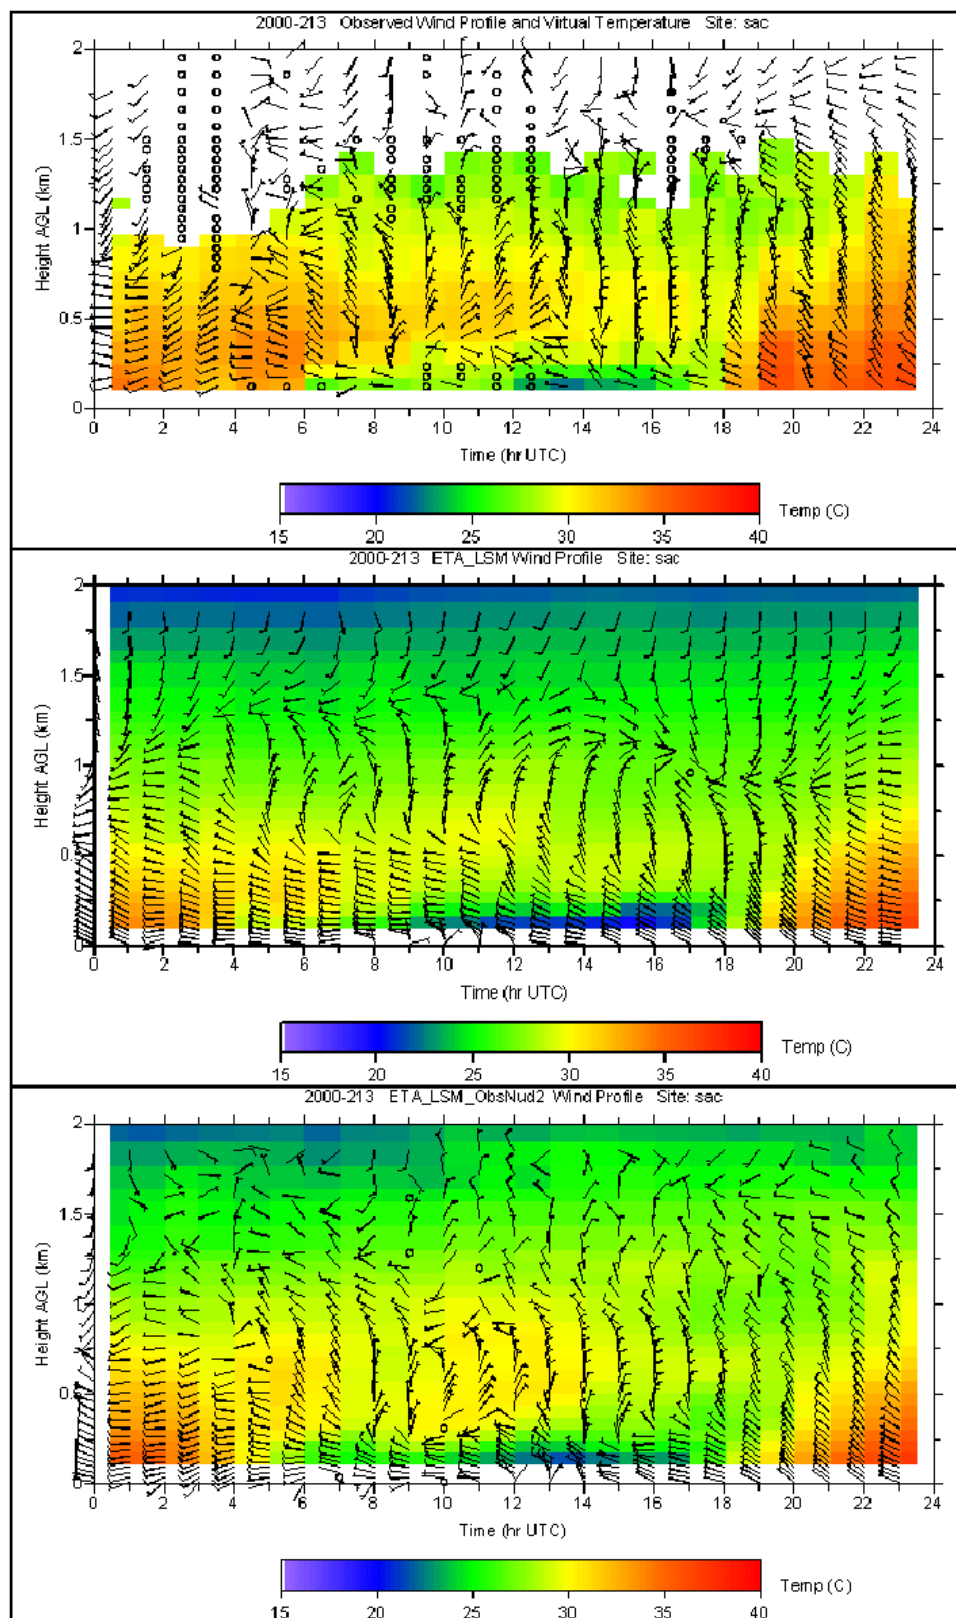 2000-213 Observed Wind Profile and Virtual Temperature Site: sac
2
1.5
1
0.5
0
Height AGL (km)
0 2 4 6 8 10 12 14 16 18 20 22 24
Time (hr UTC)
15 20 25 30 35 40
Temp (C)
2000-213 ETA_LSM Wind Profile Site: sac
2
1.5
1
0.5
0
Height AGL (km)
0 2 4 6 8 10 12 14 16 18 20 22 24
Time (hr UTC)
15 20 25 30 35 40
Temp (C)
2000-213 ETA_LSM_ObsNud2 Wind Profile Site: sac
2
1.5
1
0.5
0
Height AGL (km)
0 2 4 6 8 10 12 14 16 18 20 22 24
Time (hr UTC)
15 20 25 30 35 40
Temp (C)